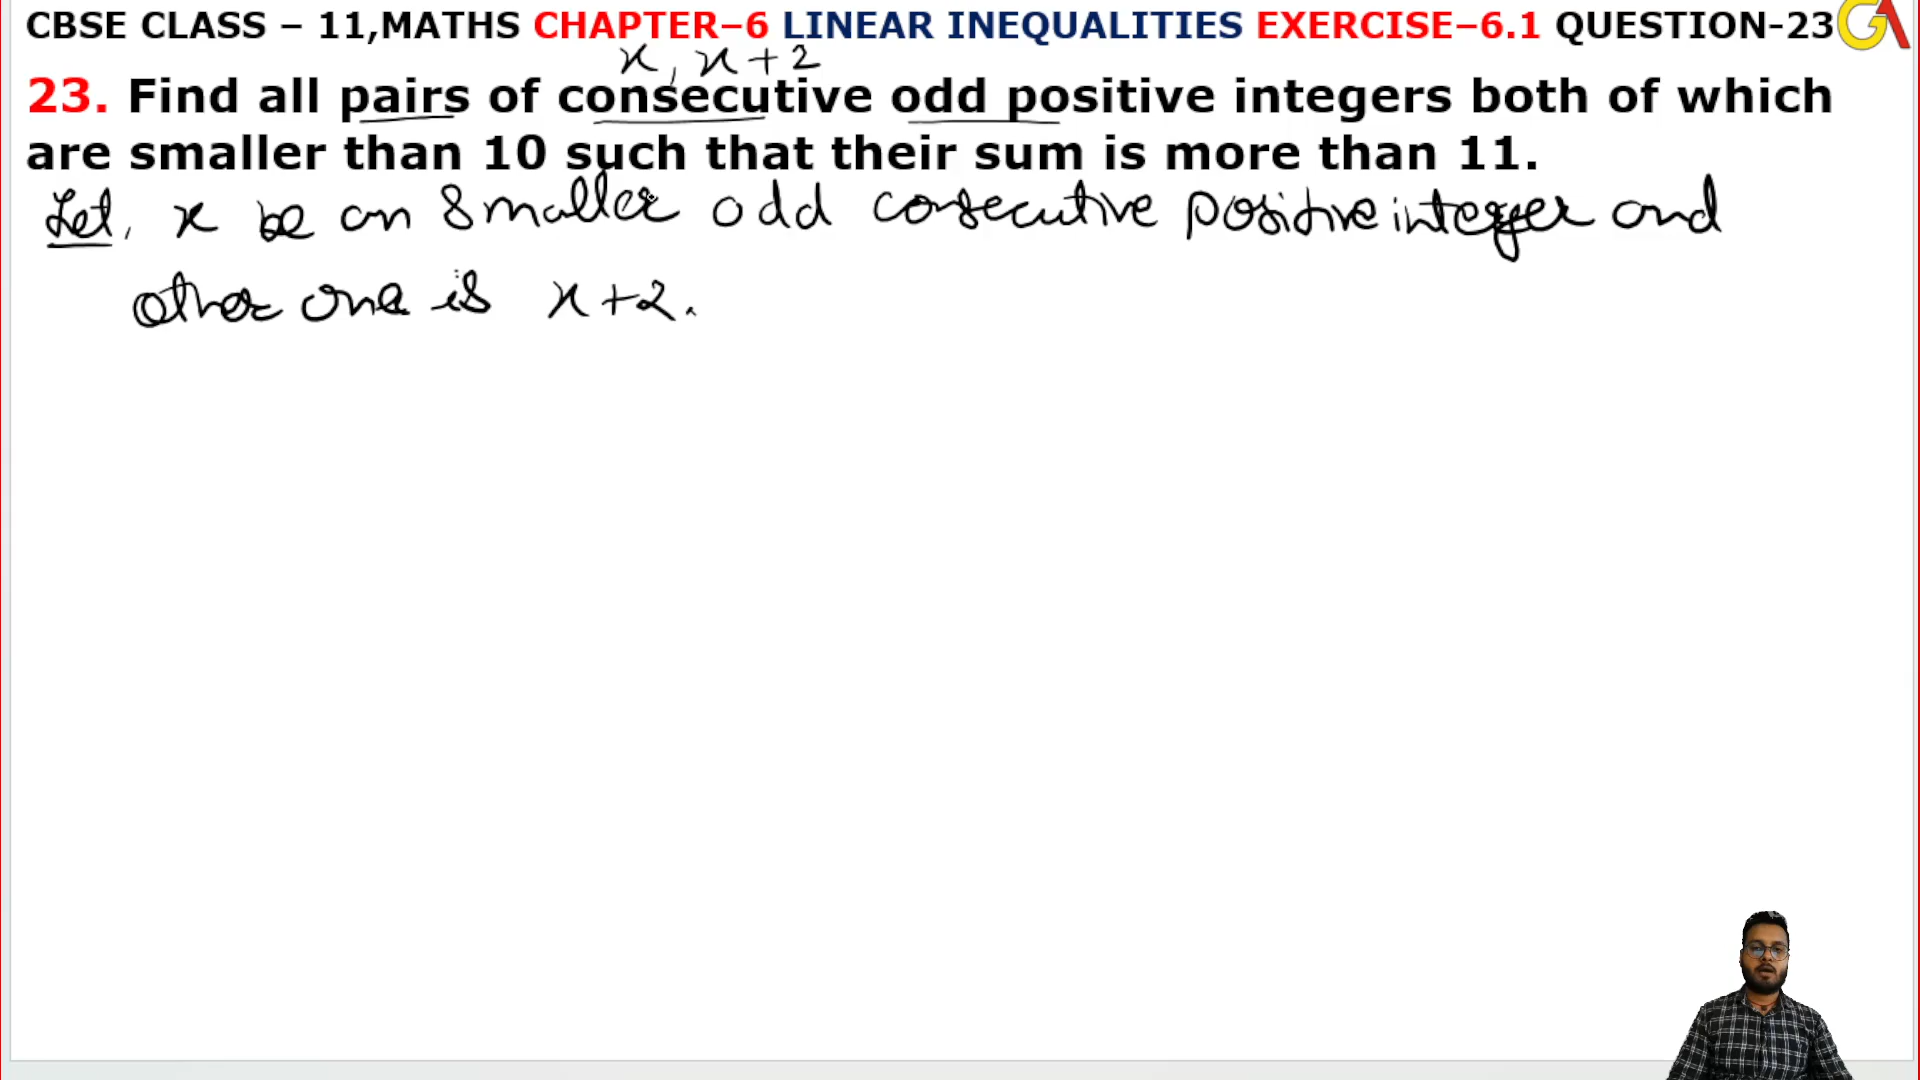 CBSE CLASS – 11,MATHS CHAPTER–6 LINEAR INEQUALITIES EXERCISE–6.1 QUESTION-23
GA
x, x+2
23. Find all pairs of consecutive odd positive integers both of which
are smaller than 10 such that their sum is more than 11.
Let, x be an smaller odd consecutive positive integer and
other one is x+2.